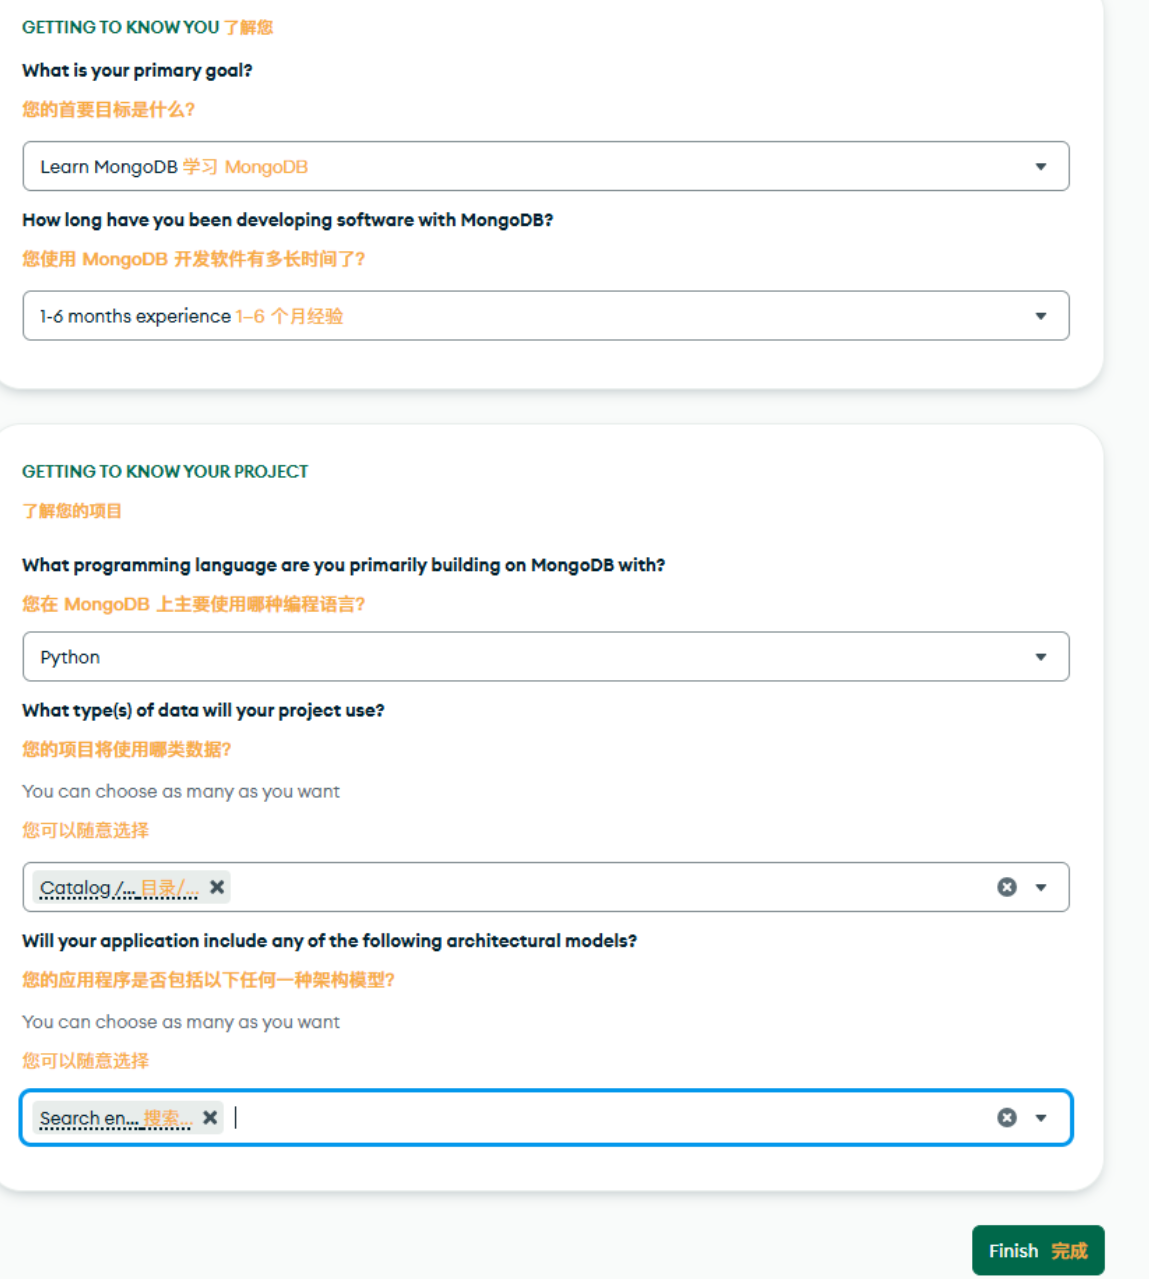 GETTING TO KNOW YOU 了解您
What is your primary goal?
您的首要目标是什么?
Learn MongoDB 学习 MongoDB
How long have you been developing software with MongoDB?
您使用 MongoDB 开发软件有多长时间了?
1-6 months experience 1–6 个月经验
GETTING TO KNOW YOUR PROJECT
了解您的项目
What programming language are you primarily building on MongoDB with?
您在 MongoDB 上主要使用哪种编程语言?
Python
What type(s) of data will your project use?
您的项目将使用哪类数据?
You can choose as many as you want
您可以随意选择
Catalog /... 目录/...
Will your application include any of the following architectural models?
您的应用程序是否包括以下任何一种架构模型?
You can choose as many as you want
您可以随意选择
Search en... 搜索...
Finish 完成